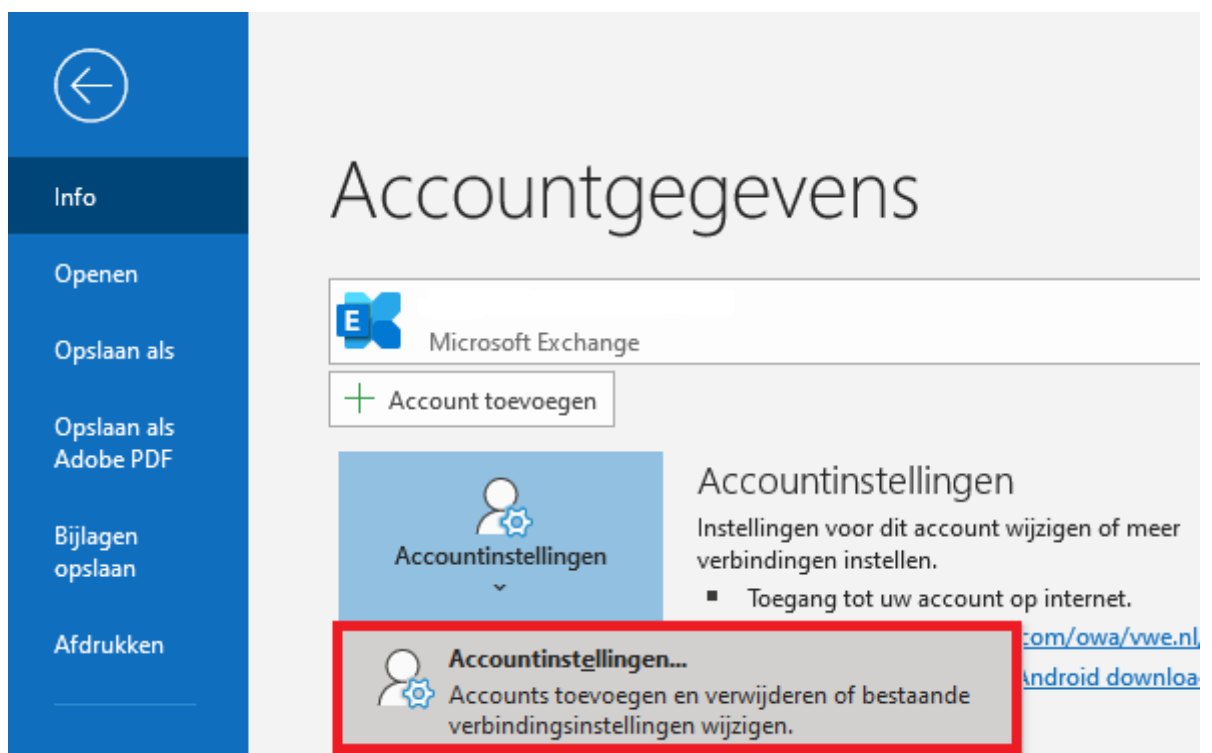 Info
Openen
Opslaan als
Opslaan als
Adobe PDF
Bijlagen
opslaan
Afdrukken
Accountgegevens
E
Microsoft Exchange
Account toevoegen
Accountinstellingen
Accountinstellingen
Instellingen voor dit account wijzigen of meer
verbindingen instellen.
Toegang tot uw account op internet.
com/owa/vwe.nl/
Android downloa
Accountinstellingen...
Accounts toevoegen en verwijderen of bestaande
verbindingsinstellingen wijzigen.